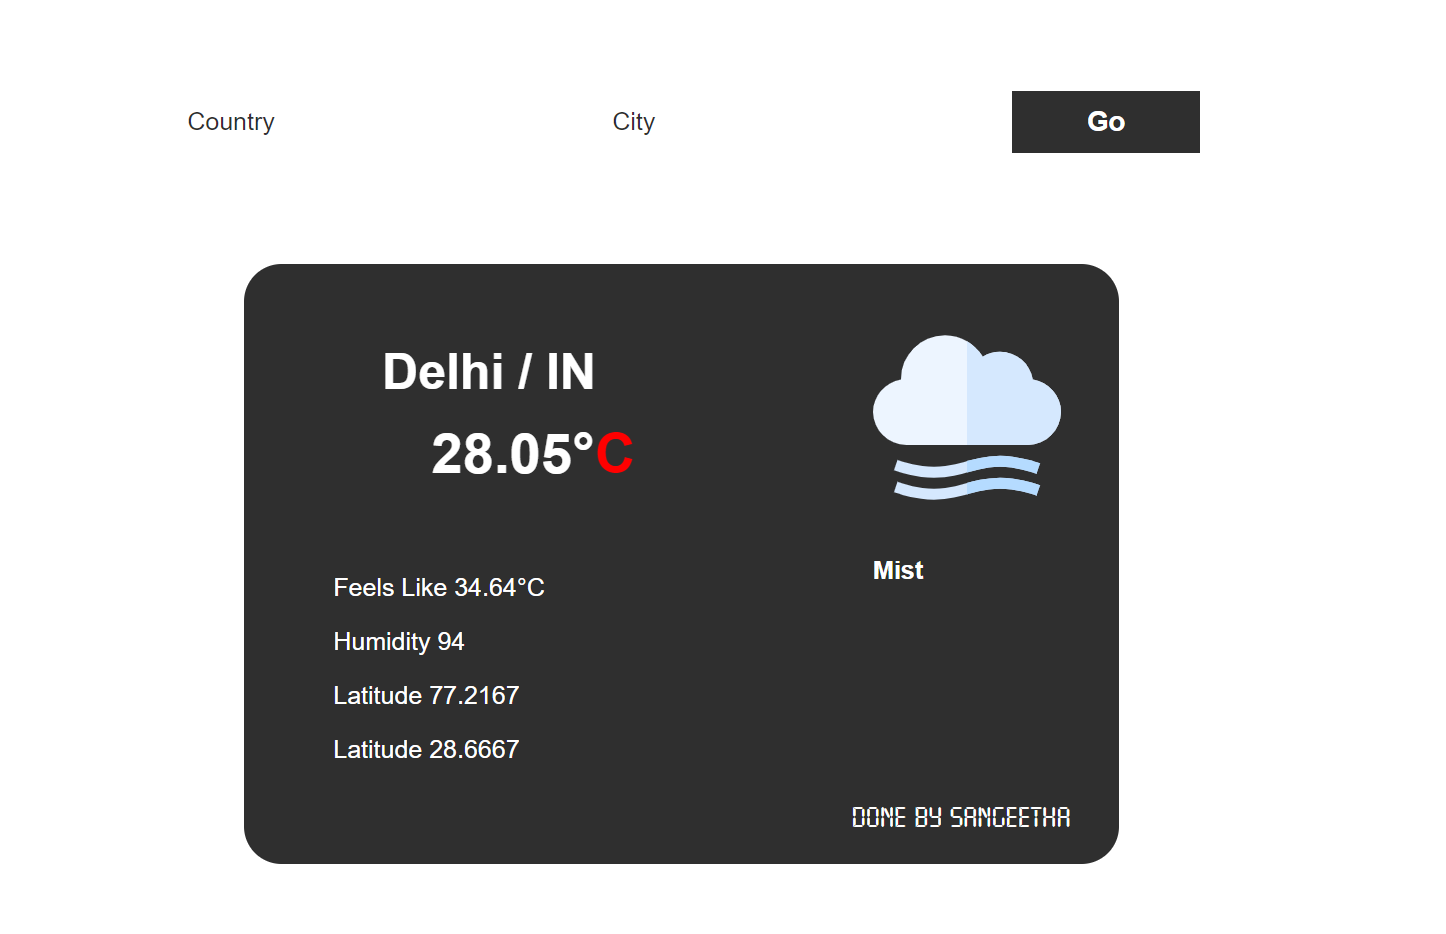 Country City Go
Delhi / IN
28.05°C
Mist
Feels Like 34.64°C
Humidity 94
Latitude 77.2167
Latitude 28.6667
DONE BY SANGEETHA